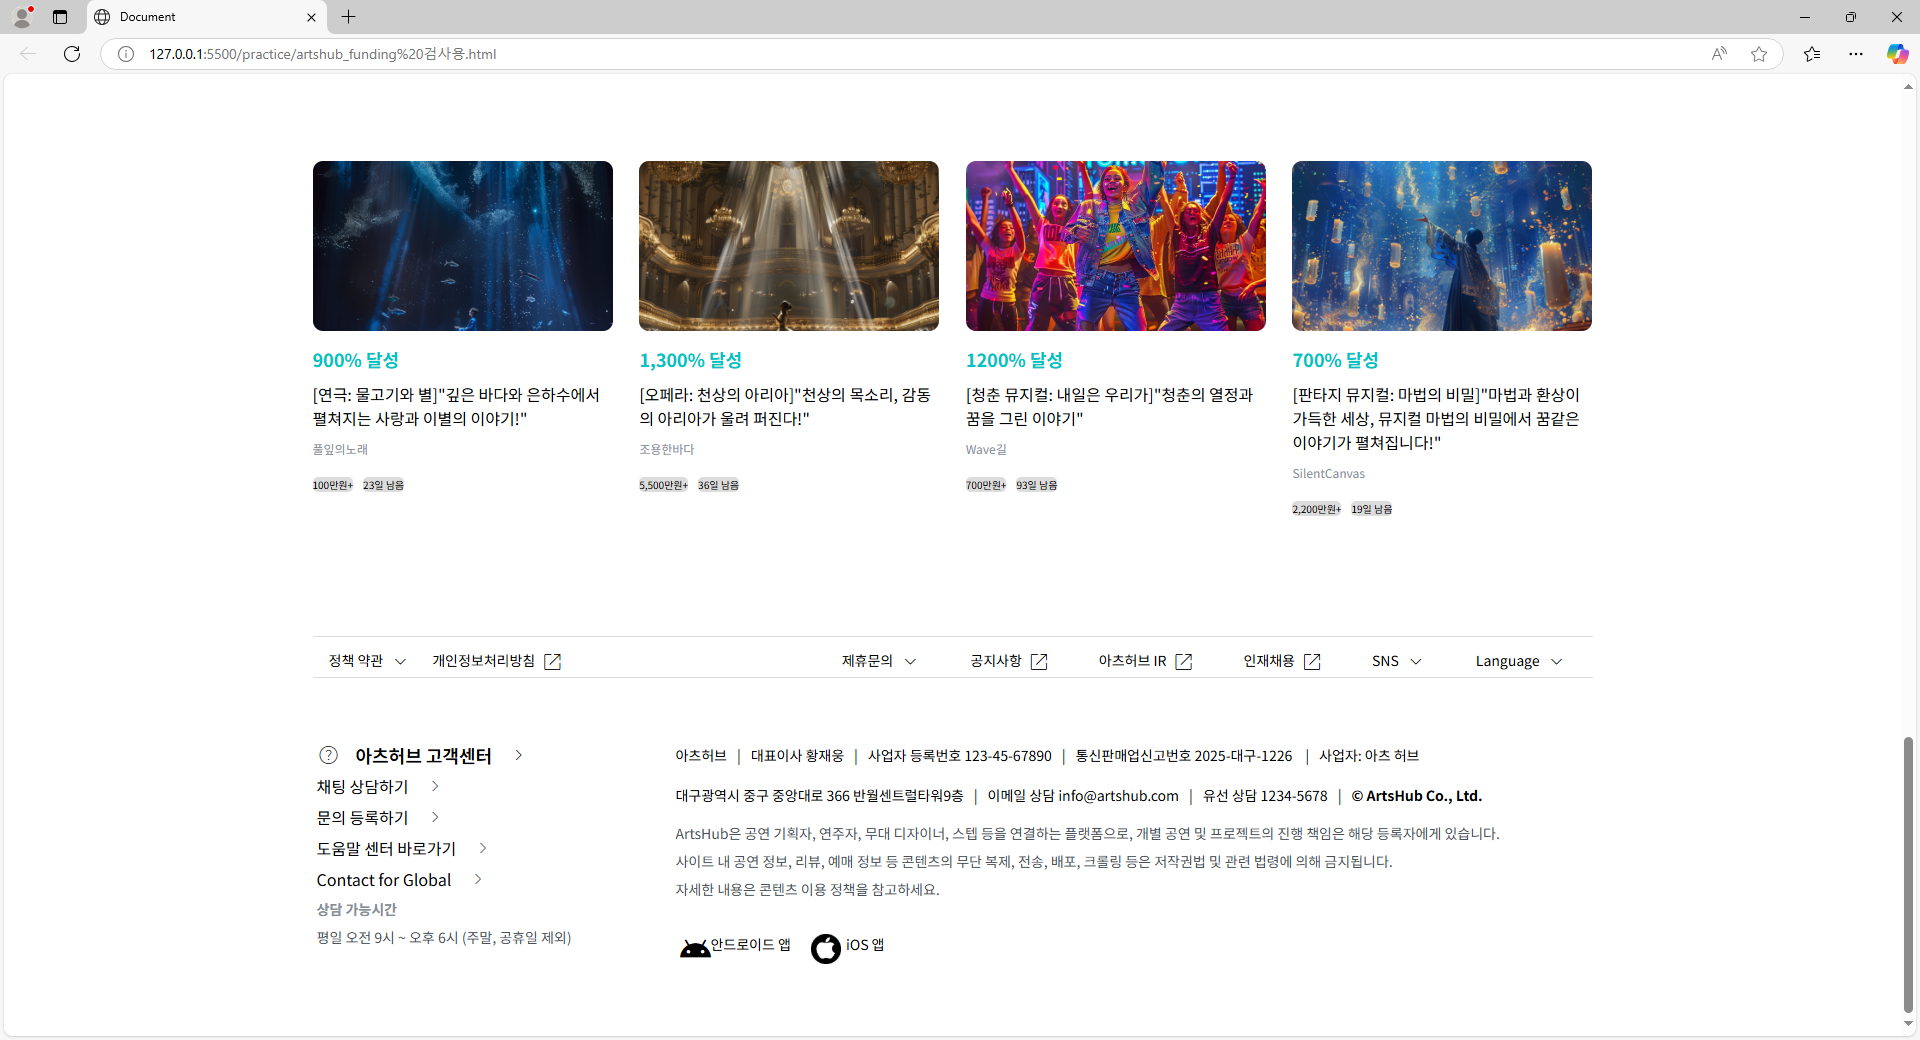 Document
127.0.0.1:5500/practice/artshub_funding%20검사용.html
900% 달성
[연극: 물고기와 별]"깊은 바다와 은하수에서
펼쳐지는 사랑과 이별의 이야기!"
풀잎의노래
100만원+ 23일 남음
1,300% 달성
[오페라: 천상의 아리아]"천상의 목소리, 감동
의 아리아가 울려 퍼진다!"
조용한바다
5,500만원+ 36일 남음
1200% 달성
[청춘 뮤지컬: 내일은 우리가]"청춘의 열정과
꿈을 그린 이야기"
Wave길
700만원+ 93일 남음
700% 달성
[판타지 뮤지컬: 마법의 비밀]"마법과 환상이
가득한 세상, 뮤지컬 마법의 비밀에서 꿈같은
이야기가 펼쳐집니다!"
SilentCanvas
2,200만원+ 19일 남음
정책 약관 개인정보처리방침 제휴문의 공지사항 아츠허브 IR 인재채용 SNS Language
아츠허브 고객센터
채팅 상담하기
문의 등록하기
도움말 센터 바로가기
Contact for Global
상담 가능시간
평일 오전 9시 ~ 오후 6시 (주말, 공휴일 제외)
아츠허브 | 대표이사 황재웅 | 사업자 등록번호 123-45-67890 | 통신판매업신고번호 2025-대구-1226 | 사업자: 아츠 허브
대구광역시 중구 중앙대로 366 반월센트럴타워9층 | 이메일 상담 info@artshub.com | 유선 상담 1234-5678 | © ArtsHub Co., Ltd.
ArtsHub은 공연 기획자, 연주자, 무대 디자이너, 스텝 등을 연결하는 플랫폼으로, 개별 공연 및 프로젝트의 진행 책임은 해당 등록자에게 있습니다.
사이트 내 공연 정보, 리뷰, 예매 정보 등 콘텐츠의 무단 복제, 전송, 배포, 크롤링 등은 저작권법 및 관련 법령에 의해 금지됩니다.
자세한 내용은 콘텐츠 이용 정책을 참고하세요.
안드로이드 앱 iOS 앱